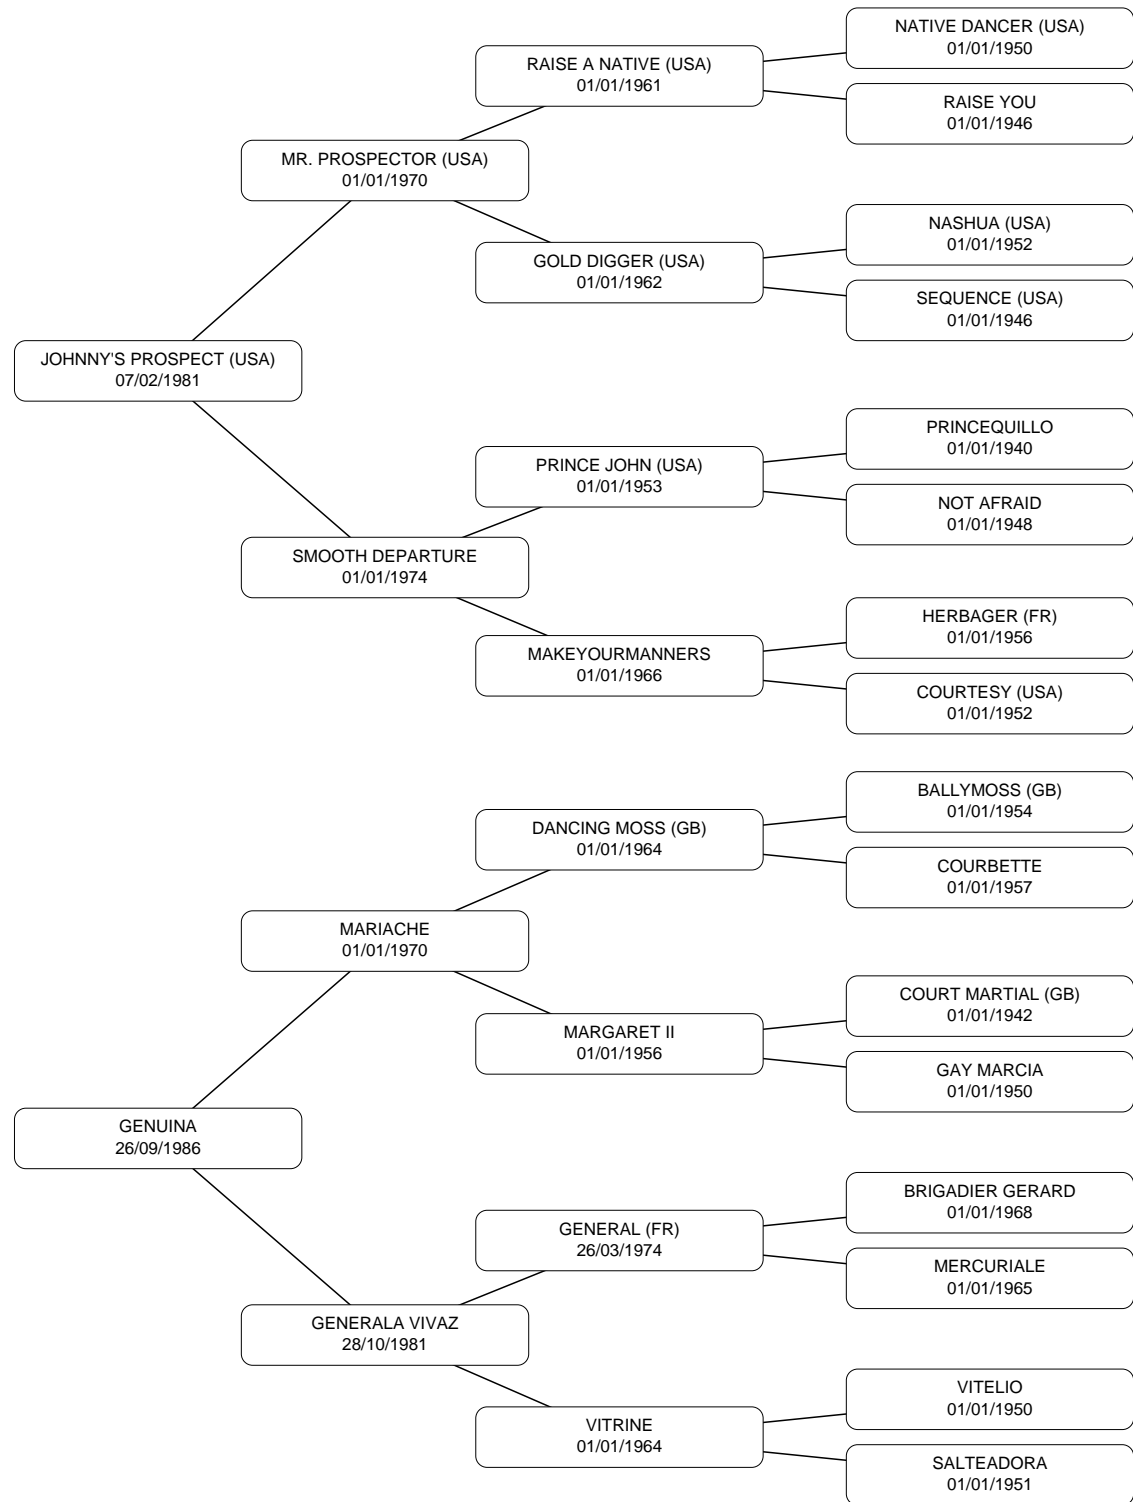 NATIVE DANCER (USA)
01/01/1950
RAISE A NATIVE (USA)
01/01/1961
RAISE YOU
01/01/1946
MR. PROSPECTOR (USA)
01/01/1970
NASHUA (USA)
01/01/1952
GOLD DIGGER (USA)
01/01/1962
SEQUENCE (USA)
01/01/1946
JOHNNY'S PROSPECT (USA)
07/02/1981
PRINCEQUILLO
01/01/1940
PRINCE JOHN (USA)
01/01/1953
NOT AFRAID
01/01/1948
SMOOTH DEPARTURE
01/01/1974
HERBAGER (FR)
01/01/1956
MAKEYOURMANNERS
01/01/1966
COURTESY (USA)
01/01/1952
BALLYMOSS (GB)
01/01/1954
DANCING MOSS (GB)
01/01/1964
COURBETTE
01/01/1957
MARIACHE
01/01/1970
COURT MARTIAL (GB)
01/01/1942
MARGARET II
01/01/1956
GAY MARCIA
01/01/1950
GENUINA
26/09/1986
BRIGADIER GERARD
01/01/1968
GENERAL (FR)
26/03/1974
MERCURIALE
01/01/1965
GENERALA VIVAZ
28/10/1981
VITELIO
01/01/1950
VITRINE
01/01/1964
SALTEADORA
01/01/1951